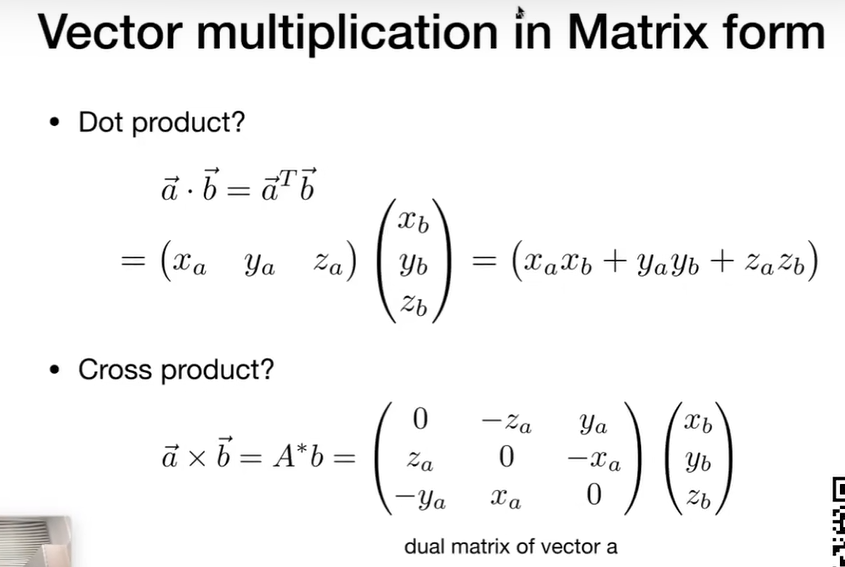 Vector multiplication in Matrix form
• Dot product?
$\vec{a} \cdot \vec{b} = \vec{a}^T \vec{b}$
$= \begin{pmatrix} x_a & y_a & z_a \end{pmatrix} \begin{pmatrix} x_b \\ y_b \\ z_b \end{pmatrix} = \begin{pmatrix} x_a x_b + y_a y_b + z_a z_b \end{pmatrix}$
• Cross product?
$\vec{a} \times \vec{b} = A^* b = \begin{pmatrix} 0 & -z_a & y_a \\ z_a & 0 & -x_a \\ -y_a & x_a & 0 \end{pmatrix} \begin{pmatrix} x_b \\ y_b \\ z_b \end{pmatrix}$
dual matrix of vector a